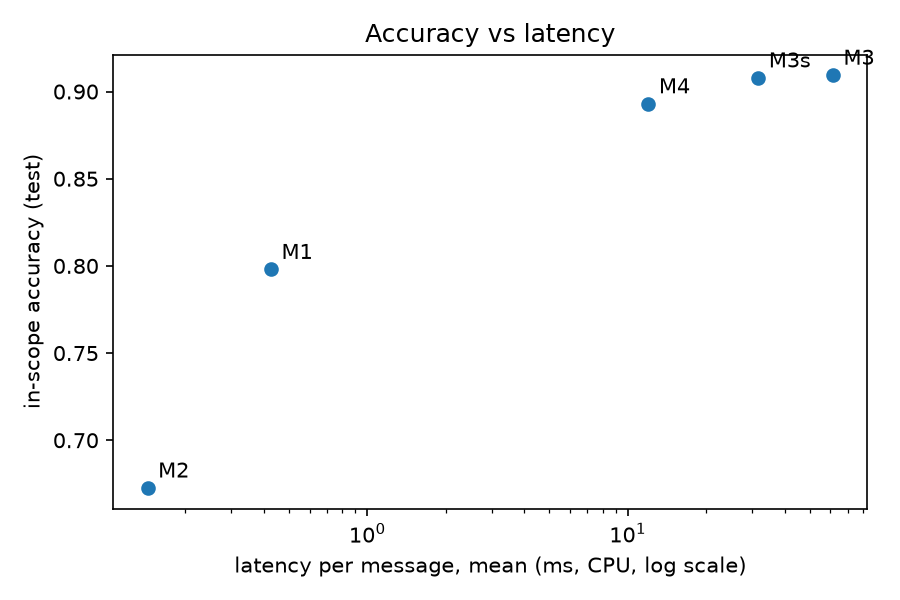 Accuracy vs latency
M3s
M3
M4
0.90
0.85
M1
0.80
0.75
0.70
M2
in-scope accuracy (test)
10⁰
10¹
latency per message, mean (ms, CPU, log scale)